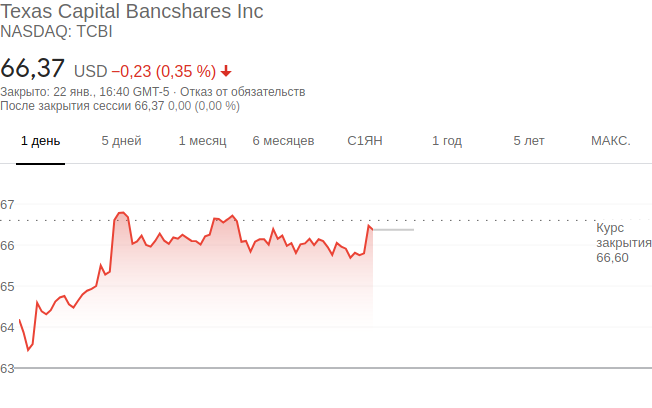 Texas Capital Bancshares Inc
NASDAQ: TCBI
66,37 USD −0,23 (0,35 %)
Закрыто: 22 янв., 16:40 GMT-5 · Отказ от обязательств
После закрытия сессии 66,37 0,00 (0,00 %)
1 день 5 дней 1 месяц 6 месяцев С1ЯН 1 год 5 лет МАКС.
67
66
65
64
63
Курс
закрытия
66,60